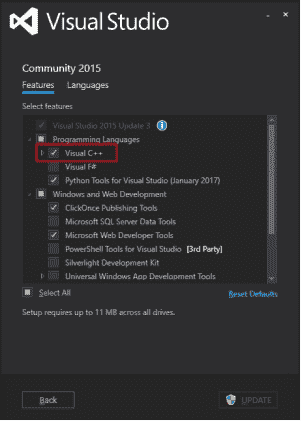 Visual Studio
Community 2015
Features Languages
Select features
Visual Studio 2015 Update 3
Programming Languages
Visual C++
Visual F#
Python Tools for Visual Studio (January 2017)
Windows and Web Development
ClickOnce Publishing Tools
Microsoft SQL Server Data Tools
Microsoft Web Developer Tools
PowerShell Tools for Visual Studio [3rd Party]
Silverlight Development Kit
Universal Windows App Development Tools
Select All Reset Defaults
Setup requires up to 11 MB across all drives.
Back UPDATE